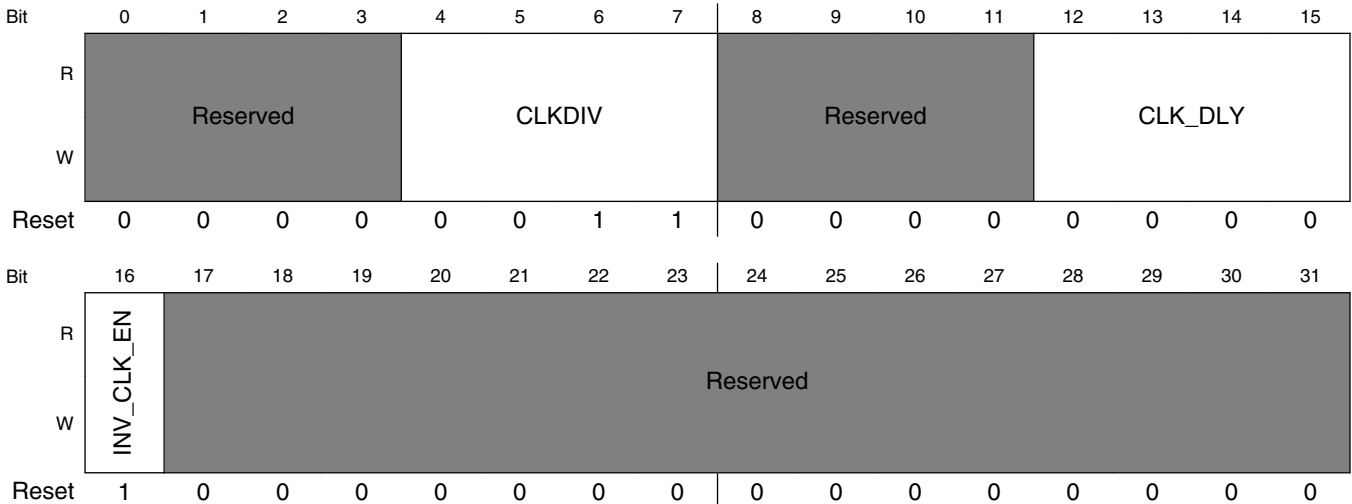 Bit 0 1 2 3 4 5 6 7 8 9 10 11 12 13 14 15
R
Reserved CLKDIV Reserved CLK_DLY
W
Reset 0 0 0 0 0 0 1 1 0 0 0 0 0 0 0 0
Bit 16 17 18 19 20 21 22 23 24 25 26 27 28 29 30 31
R
INV_CLK_EN Reserved
W
Reset 1 0 0 0 0 0 0 0 0 0 0 0 0 0 0 0